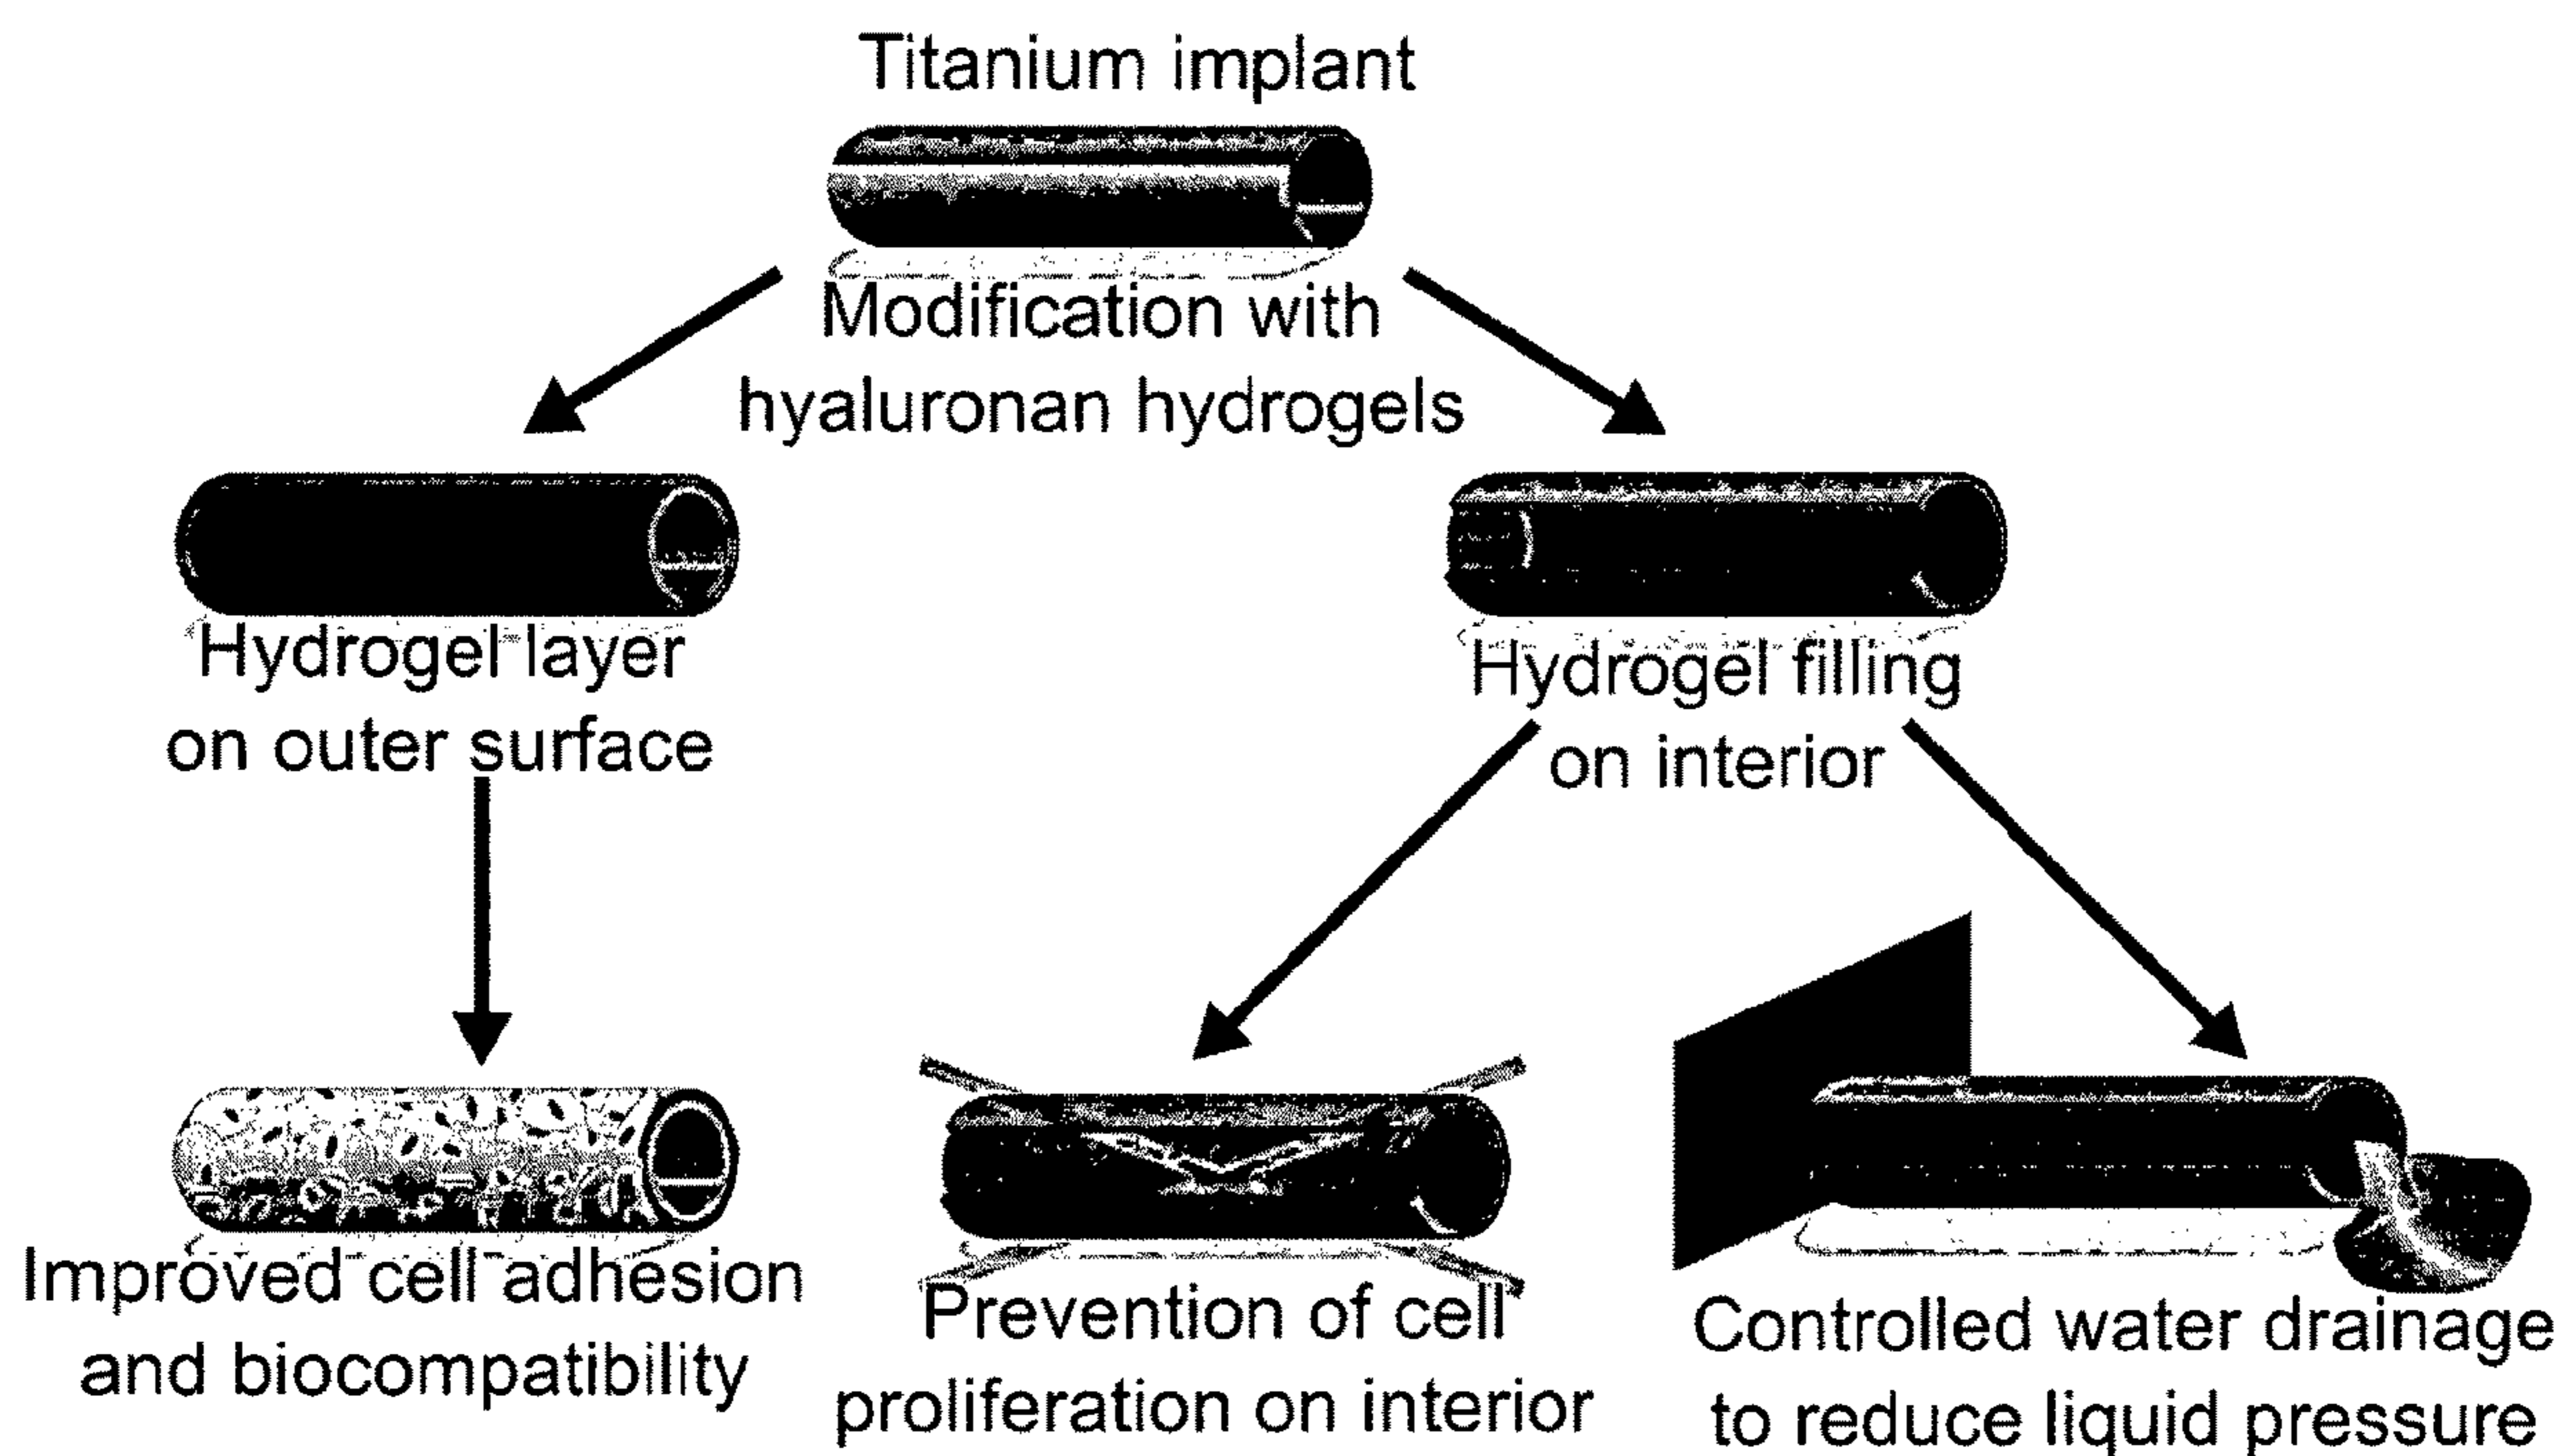 Titanium implant
Modification with
hyaluronan hydrogels
Hydrogel layer
on outer surface
Hydrogel filling
on interior
Improved cell adhesion
and biocompatibility
Prevention of cell
proliferation on interior
Controlled water drainage
to reduce liquid pressure